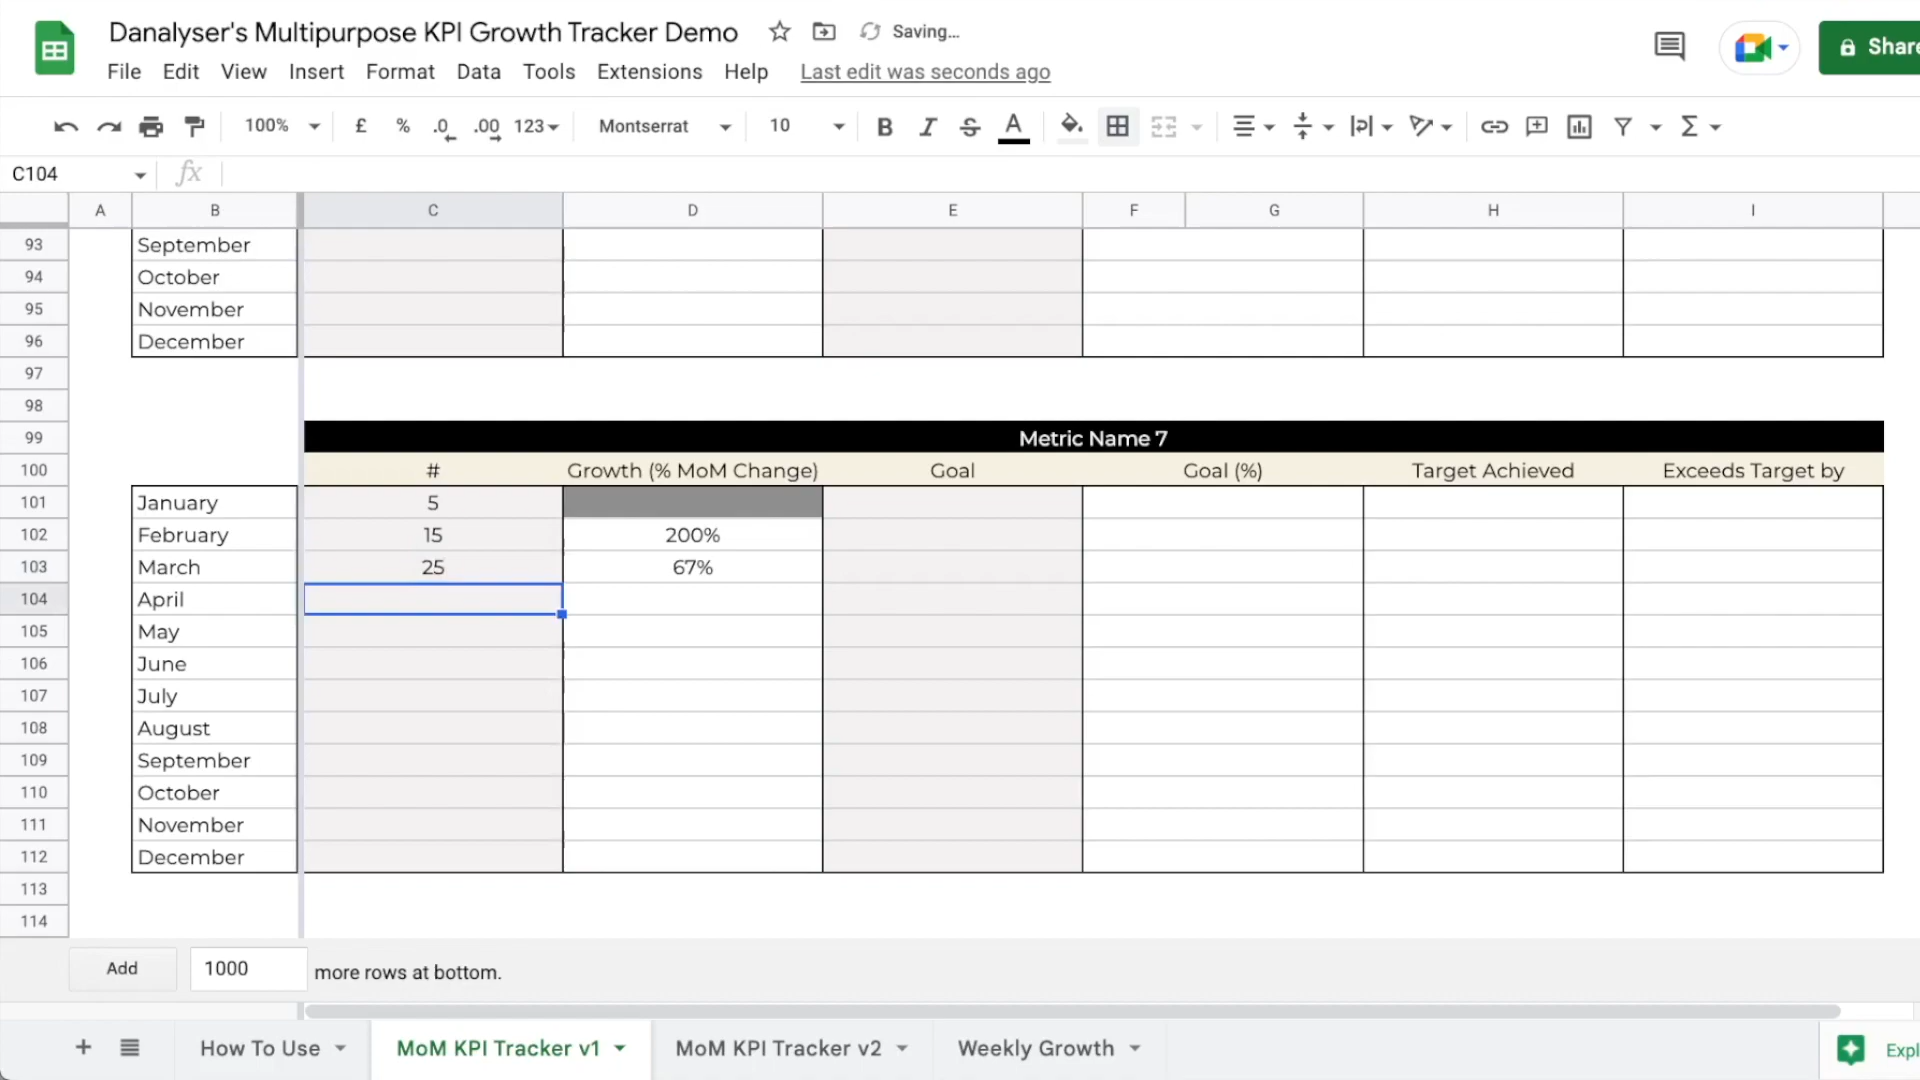 Danalyser's Multipurpose KPI Growth Tracker Demo Saving...
File Edit View Insert Format Data Tools Extensions Help Last edit was seconds ago
Share
100% £ % .0 .00 123 Montserrat 10 B I S A Σ
C104 fx
A B C D E F G H I
93 September
94 October
95 November
96 December
97
98
99 Metric Name 7
100 # Growth (% MoM Change) Goal Goal (%) Target Achieved Exceeds Target by
101 January 5
102 February 15 200%
103 March 25 67%
104 April
105 May
106 June
107 July
108 August
109 September
110 October
111 November
112 December
113
114
Add 1000 more rows at bottom.
+ How To Use MoM KPI Tracker v1 MoM KPI Tracker v2 Weekly Growth Expl